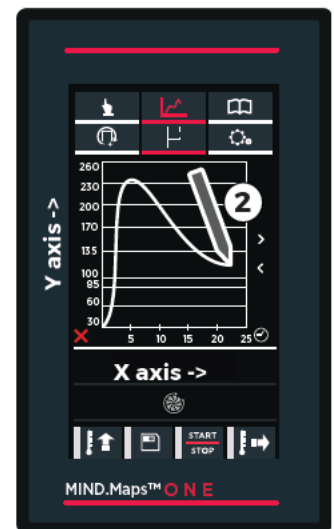 260
230
200
2
170
Y axis ->
135
100
85
60
30
5 10 15 20 25
X axis ->
START
STOP
MIND.Maps™ ONE